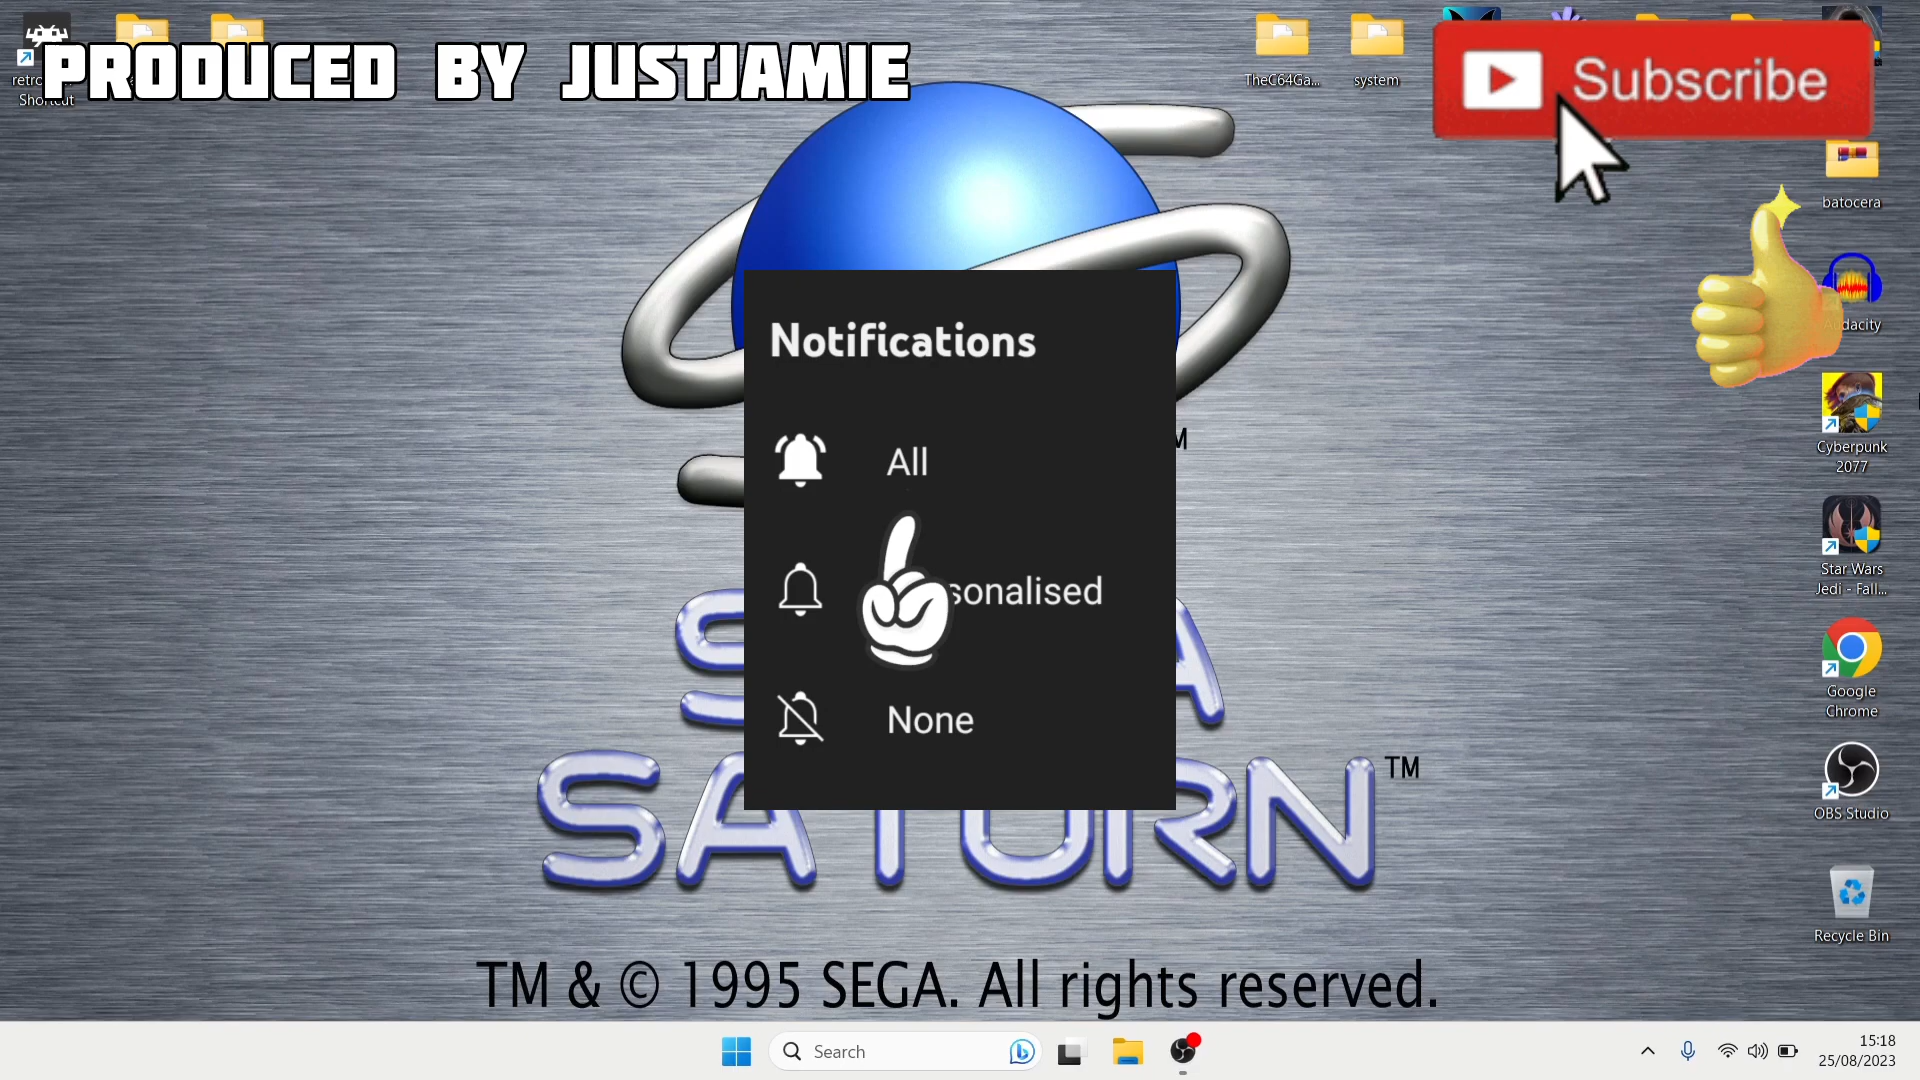 PRODUCED BY JUSTJAMIE
Subscribe
TheC64Ga...
system
batocera
Cyberpunk
2077
Star Wars
Jedi - Fall...
Google
Chrome
OBS Studio
Recycle Bin
Notifications
All
sonalised
None
TM
SATURN
TM & © 1995 SEGA. All rights reserved.
Search
15:18
25/08/2023